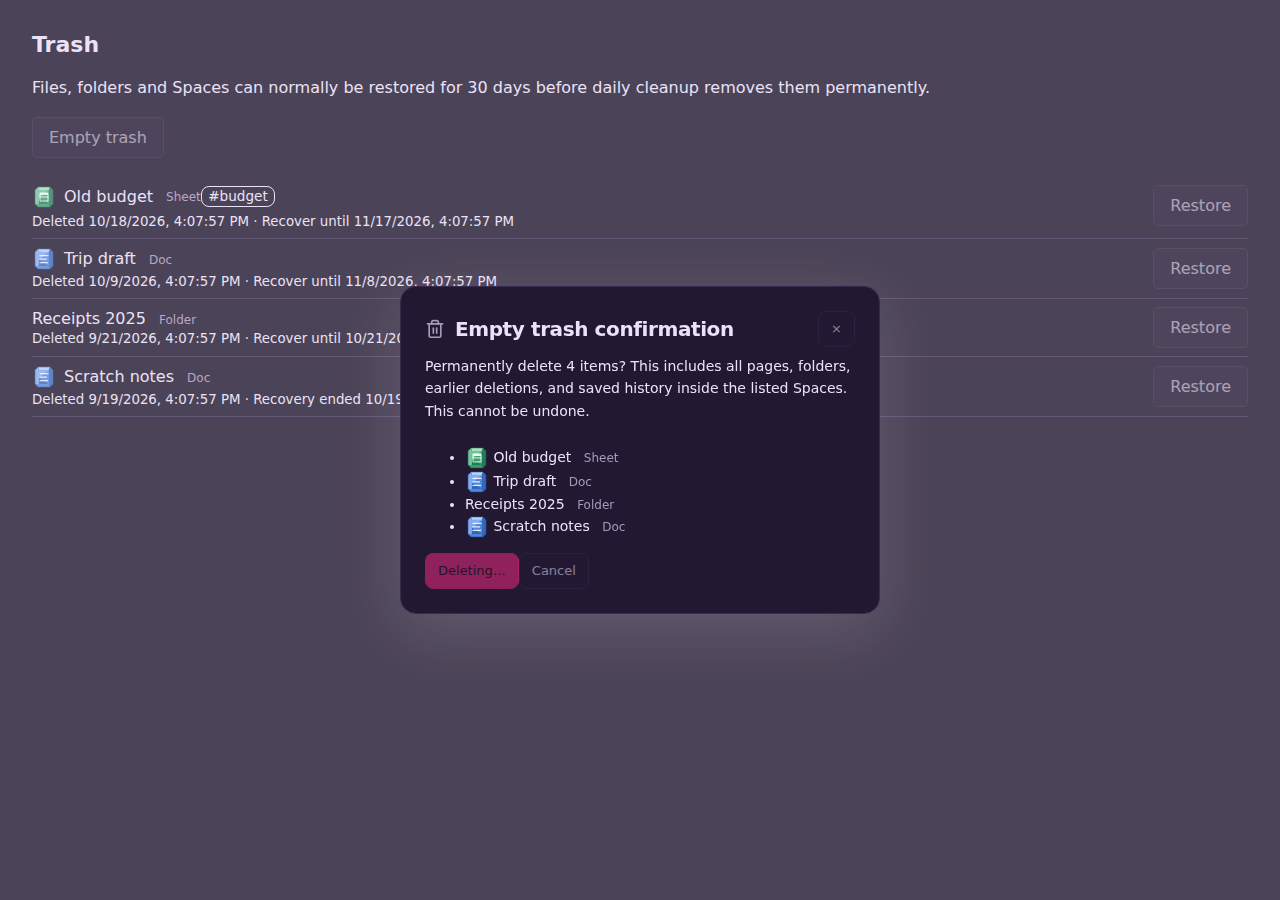 Trash
Files, folders and Spaces can normally be restored for 30 days before daily cleanup removes them permanently.
Empty trash
Old budget Sheet #budget
Deleted 10/18/2026, 4:07:57 PM · Recover until 11/17/2026, 4:07:57 PM
Restore
Trip draft Doc
Deleted 10/9/2026, 4:07:57 PM · Recover until 11/8/2026, 4:07:57 PM
Restore
Receipts 2025 Folder
Deleted 9/21/2026, 4:07:57 PM · Recover until
Restore
Scratch notes Doc
Deleted 9/19/2026, 4:07:57 PM · Recovery ended
Restore
Empty trash confirmation
×
Permanently delete 4 items? This includes all pages, folders,
earlier deletions, and saved history inside the listed Spaces.
This cannot be undone.
• Old budget Sheet
• Trip draft Doc
• Receipts 2025 Folder
• Scratch notes Doc
Deleting… Cancel